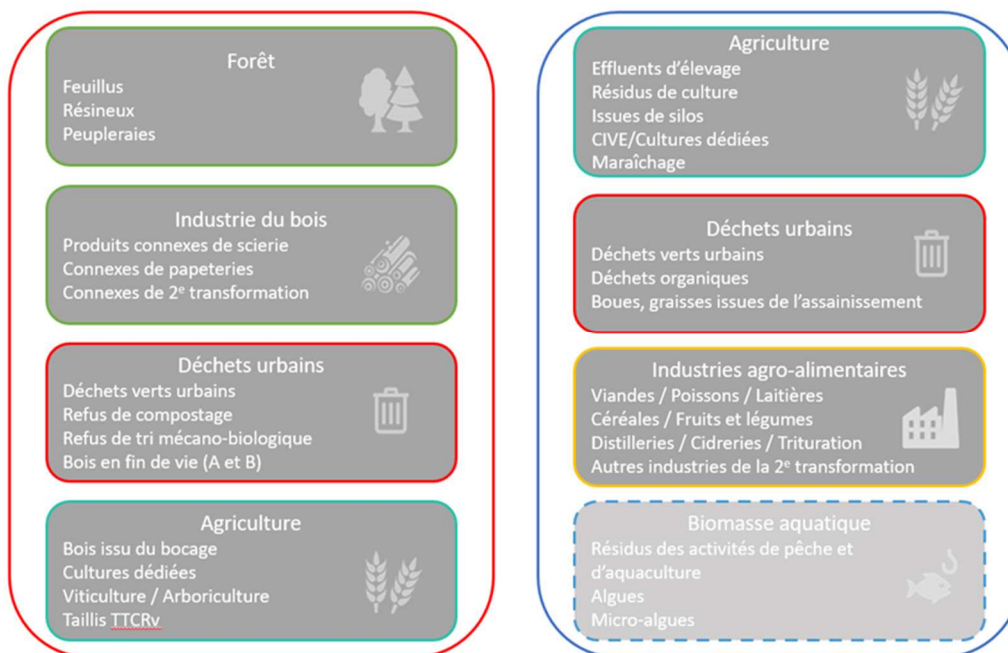 Forêt
Feuillus
Résineux
Peupleraies
Industrie du bois
Produits connexes de scierie
Connexes de papeteries
Connexes de 2e transformation
Déchets urbains
Déchets verts urbains
Refus de compostage
Refus de tri mécano-biologique
Bois en fin de vie (A et B)
Agriculture
Bois issu du bocage
Cultures dédiées
Viticulture / Arboriculture
Taillis TTCRv
Agriculture
Effluents d'élevage
Résidus de culture
Issues de silos
CIVE/Cultures dédiées
Maraîchage
Déchets urbains
Déchets verts urbains
Déchets organiques
Boues, graisses issues de l'assainissement
Industries agro-alimentaires
Viandes / Poissons / Laitières
Céréales / Fruits et légumes
Distilleries / Cidreries / Trituration
Autres industries de la 2e transformation
Biomasse aquatique
Résidus des activités de pêche et
d'aquaculture
Algues
Micro-algues